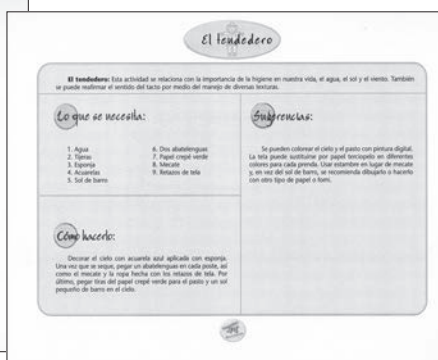 El tendedero
El tendedero: Esta actividad se relaciona con la importancia de la higiene en nuestra vida, el agua, el sol y el viento. También
se puede reafirmar el sentido del tacto por medio del manejo de diversas texturas.
Lo que se necesita:
1. Agua
2. Tijeras
3. Esponja
4. Acuarelas
5. Sol de barro
6. Dos abatelenguas
7. Papel crepé verde
8. Mecate
9. Retazos de tela
Sugerencias:
Se pueden colorear el cielo y el pasto con pintura digital.
La tela puede sustituirse por papel terciopelo en diferentes
colores para cada prenda. Usar estambre en lugar de mecate
y, en vez del sol de barro, se recomienda dibujarlo o hacerlo
con otro tipo de papel o fomi.
Cómo hacerlo:
Decorar el cielo con acuarela azul aplicada con esponja.
Una vez que se seque, pegar un abatelenguas en cada poste, así
como el mecate y la ropa hecha con los retazos de tela. Por
último, pegar tiras del papel crepé verde para el pasto y un sol
pequeño de barro en el cielo.